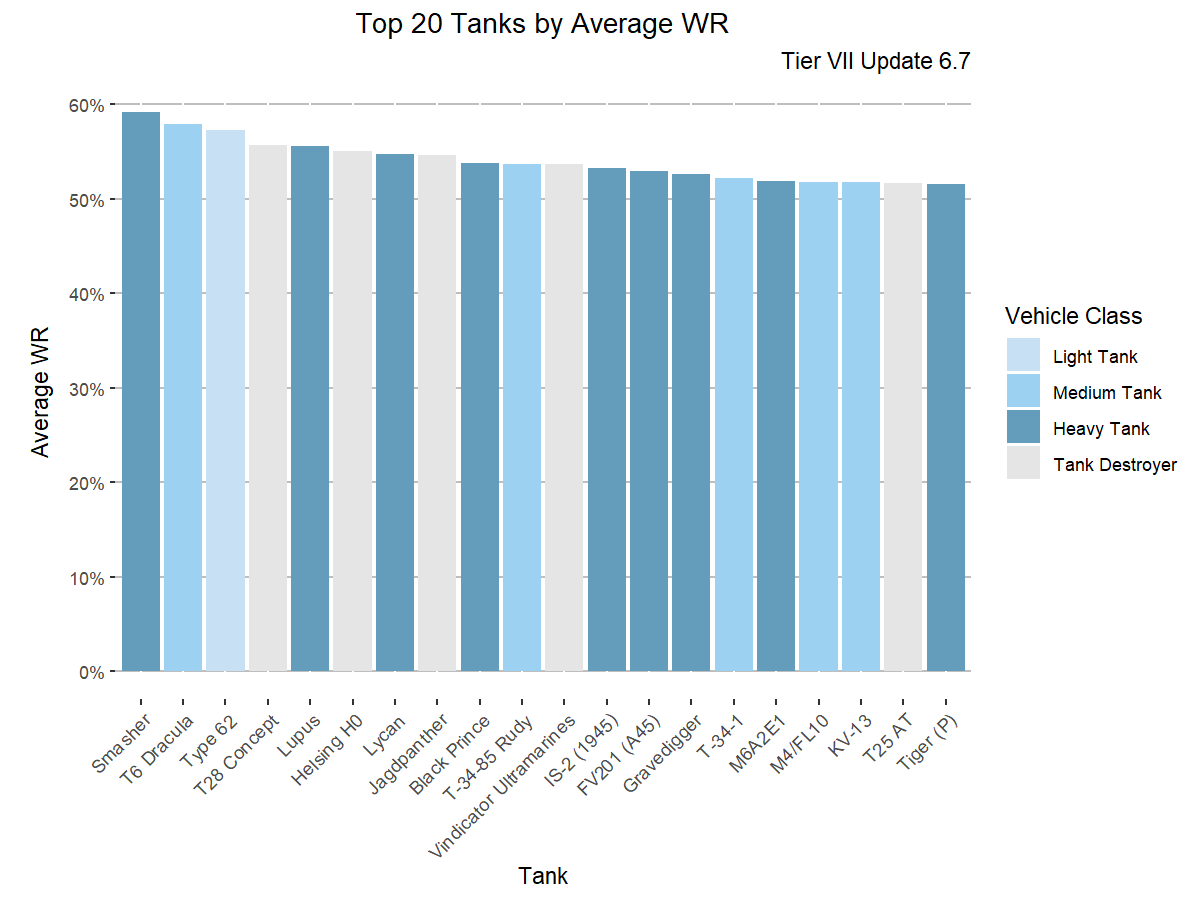 Top 20 Tanks by Average WR
Tier VII Update 6.7
Average WR
60%
50%
40%
30%
20%
10%
0%
Smasher
T6 Dracula
Type 62
T28 Concept
Lupus
Helsing H0
Lycan
Jagdpanther
Black Prince
T-34-85 Rudy
Vindicator Ultramarines
IS-2 (1945)
FV201 (A45)
Gravedigger
T-34-1
M6A2E1
M4/FL10
KV-13
T25 AT
Tiger (P)
Tank
Vehicle Class
Light Tank
Medium Tank
Heavy Tank
Tank Destroyer